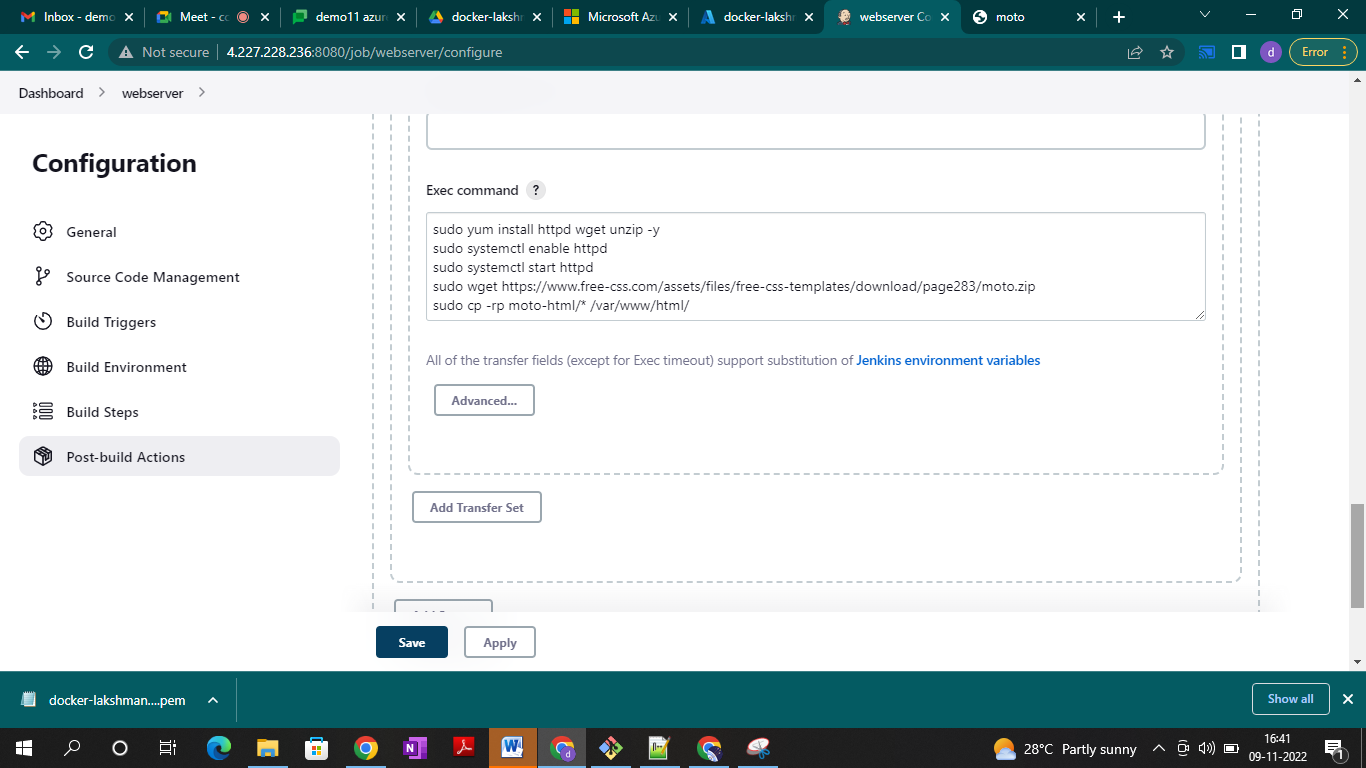 Inbox - demo
Meet - cc
demo11 azur
docker-laksh
Microsoft Az
docker-laksh
webserver Co
moto
Not secure
4.227.228.236:8080/job/webserver/configure
d
Error
Dashboard
webserver
Configuration
General
Source Code Management
Build Triggers
Build Environment
Build Steps
Post-build Actions
Exec command
?
sudo yum install httpd wget unzip -y
sudo systemctl enable httpd
sudo systemctl start httpd
sudo wget https://www.free-css.com/assets/files/free-css-templates/download/page283/moto.zip
sudo cp -rp moto-html/* /var/www/html/
All of the transfer fields (except for Exec timeout) support substitution of Jenkins environment variables
Advanced...
Add Transfer Set
Save
Apply
docker-lakshman....pem
Show all
28°C Partly sunny
16:41
09-11-2022
1